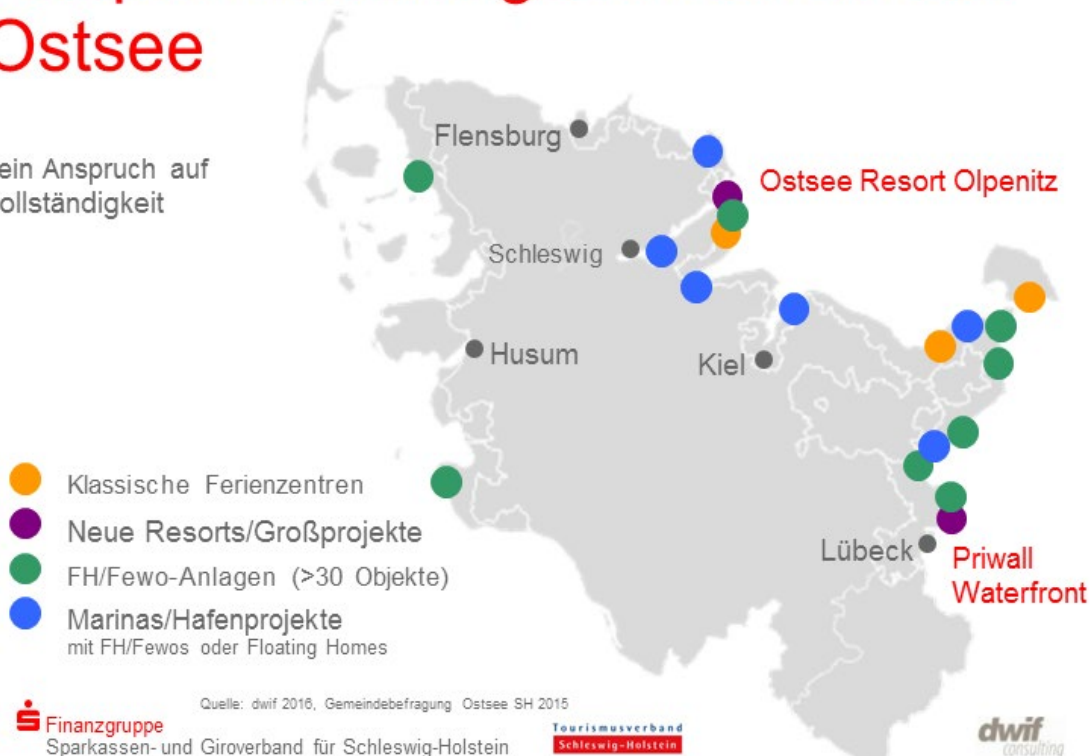 Ostsee
ein Anspruch auf
ollständigkeit
Flensburg
Ostsee Resort Olpenitz
Schleswig
Husum
Kiel
Lübeck
Priwall
Waterfront
Klassische Ferienzentren
Neue Resorts/Großprojekte
FH/Fewo-Anlagen (>30 Objekte)
Marinas/Hafenprojekte
mit FH/Fewos oder Floating Homes
Quelle: dwif 2016, Gemeindebefragung Ostsee SH 2015
Finanzgruppe
Sparkassen- und Giroverband für Schleswig-Holstein
Tourismusverband
Schleswig-Holstein
dwif
consulting